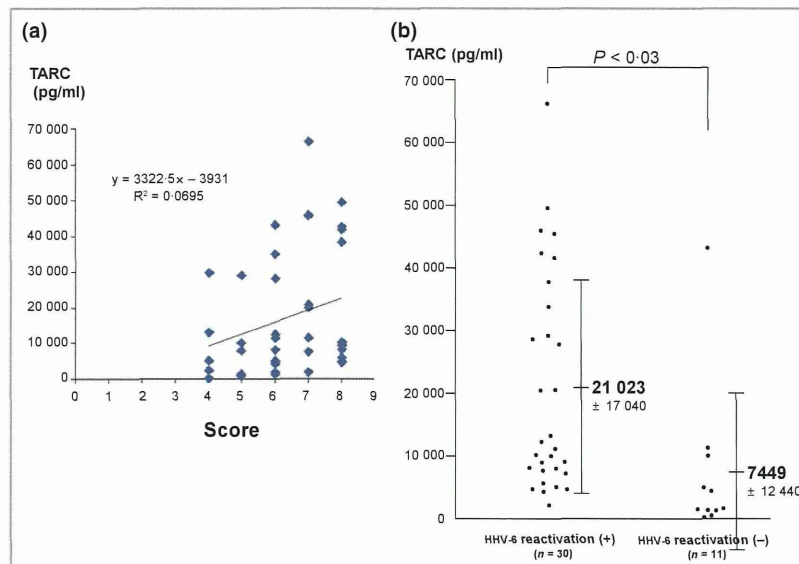 (a)
TARC
(pg/ml)
70 000
60 000
50 000
40 000
30 000
20 000
10 000
0
y = 3322·5x − 3931
R² = 0·0695
0 1 2 3 4 5 6 7 8 9
Score
(b)
TARC (pg/ml)
P < 0·03
70 000
60 000
50 000
40 000
30 000
20 000
10 000
0
21 023
± 17 040
7449
± 12 440
HHV-6 reactivation (+) HHV-6 reactivation (–)
(n = 30) (n = 11)